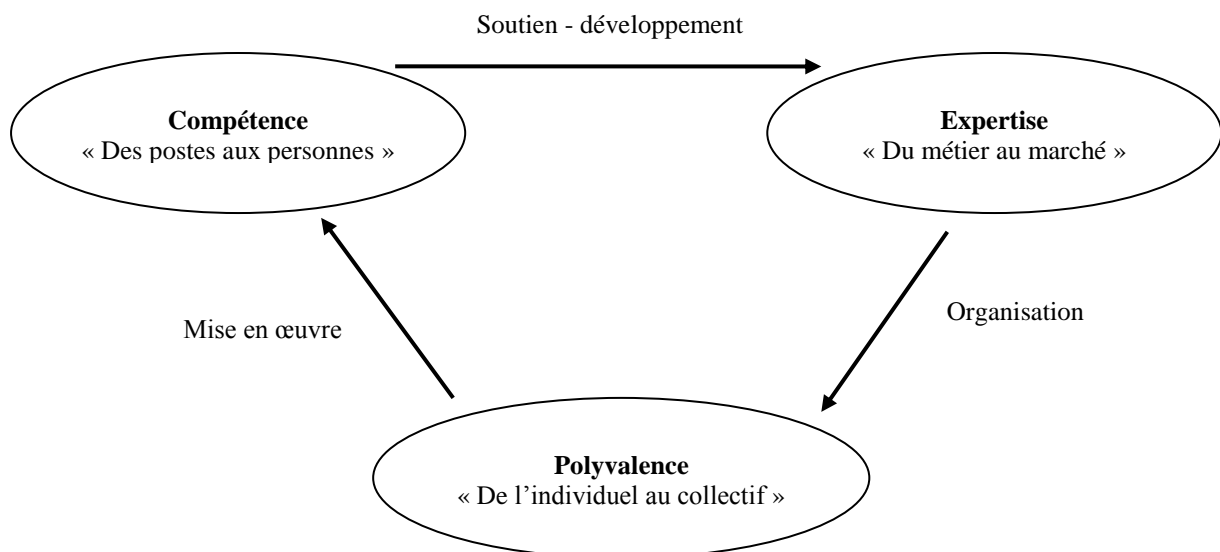 Soutien - développement
Compétence
« Des postes aux personnes »
Expertise
« Du métier au marché »
Mise en œuvre
Organisation
Polyvalence
« De l’individuel au collectif »